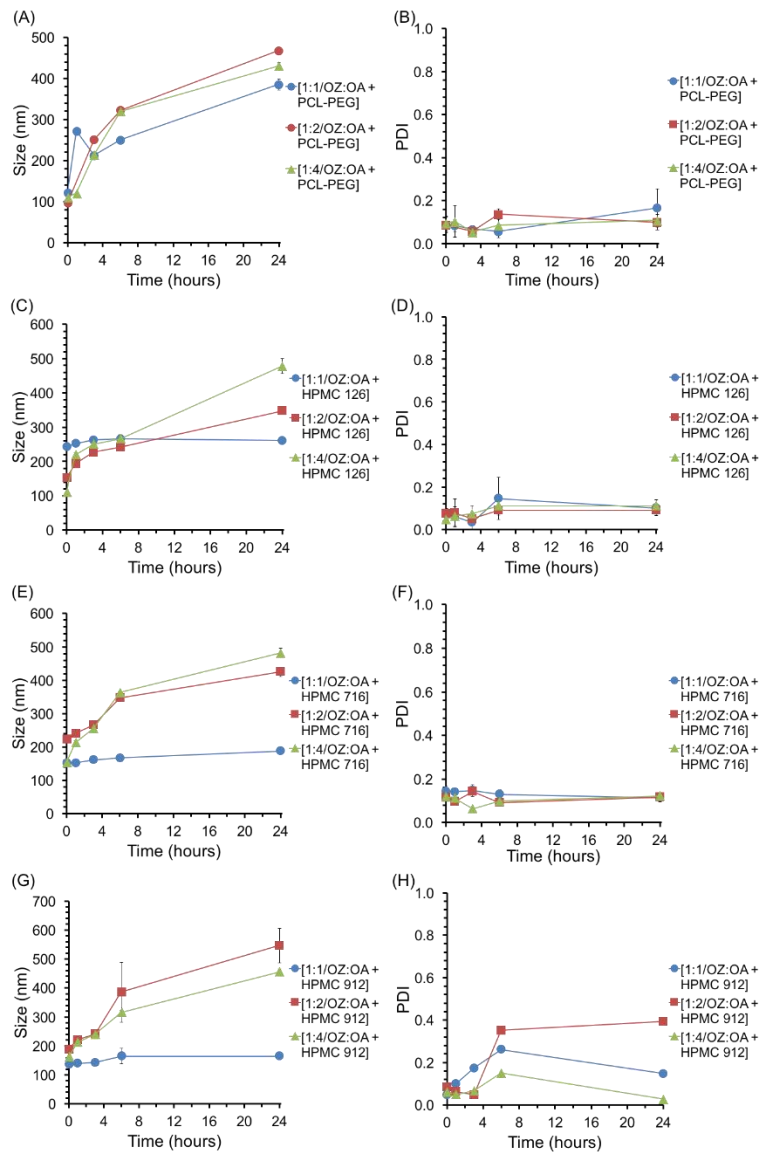 (A)
500
400
300
200
100
0
Size (nm)
0 4 8 12 16 20 24
Time (hours)
[1:1/OZ:OA +
PCL-PEG]
[1:2/OZ:OA +
PCL-PEG]
[1:4/OZ:OA +
PCL-PEG]
(B)
1.0
0.8
0.6
0.4
0.2
0.0
PDI
0 4 8 12 16 20 24
Time (hours)
[1:1/OZ:OA +
PCL-PEG]
[1:2/OZ:OA +
PCL-PEG]
[1:4/OZ:OA +
PCL-PEG]
(C)
600
500
400
300
200
100
0
Size (nm)
0 4 8 12 16 20 24
Time (hours)
[1:1/OZ:OA +
HPMC 126]
[1:2/OZ:OA +
HPMC 126]
[1:4/OZ:OA +
HPMC 126]
(D)
1.0
0.8
0.6
0.4
0.2
0.0
PDI
0 4 8 12 16 20 24
Time (hours)
[1:1/OZ:OA +
HPMC 126]
[1:2/OZ:OA +
HPMC 126]
[1:4/OZ:OA +
HPMC 126]
(E)
600
500
400
300
200
100
0
Size (nm)
0 4 8 12 16 20 24
Time (hours)
[1:1/OZ:OA +
HPMC 716]
[1:2/OZ:OA +
HPMC 716]
[1:4/OZ:OA +
HPMC 716]
(F)
1.0
0.8
0.6
0.4
0.2
0.0
PDI
0 4 8 12 16 20 24
Time (hours)
[1:1/OZ:OA +
HPMC 716]
[1:2/OZ:OA +
HPMC 716]
[1:4/OZ:OA +
HPMC 716]
(G)
700
600
500
400
300
200
100
0
Size (nm)
0 4 8 12 16 20 24
Time (hours)
[1:1/OZ:OA +
HPMC 912]
[1:2/OZ:OA +
HPMC 912]
[1:4/OZ:OA +
HPMC 912]
(H)
1.0
0.8
0.6
0.4
0.2
0.0
PDI
0 4 8 12 16 20 24
Time (hours)
[1:1/OZ:OA +
HPMC 912]
[1:2/OZ:OA +
HPMC 912]
[1:4/OZ:OA +
HPMC 912]